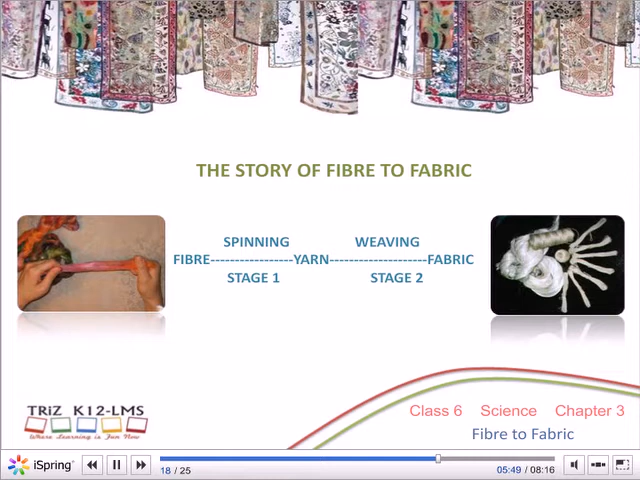 THE STORY OF FIBRE TO FABRIC
SPINNING WEAVING
FIBRE-----------------YARN--------------------FABRIC
STAGE 1 STAGE 2
TRiZ K12-LMS
Where Learning is Fun Now
Class 6 Science Chapter 3
Fibre to Fabric
iSpring
18 / 25
05:49 / 08:16